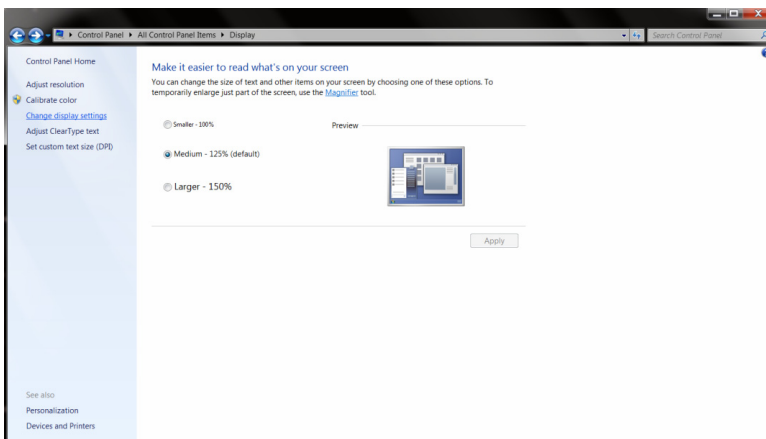 Control Panel ▸ All Control Panel Items ▸ Display
Search Control Panel
Control Panel Home
Adjust resolution
Calibrate color
Change display settings
Adjust ClearType text
Set custom text size (DPI)
See also
Personalization
Devices and Printers
Make it easier to read what's on your screen
You can change the size of text and other items on your screen by choosing one of these options. To
temporarily enlarge just part of the screen, use the Magnifier tool.
Smaller - 100%
Preview
Medium - 125% (default)
Larger - 150%
Apply